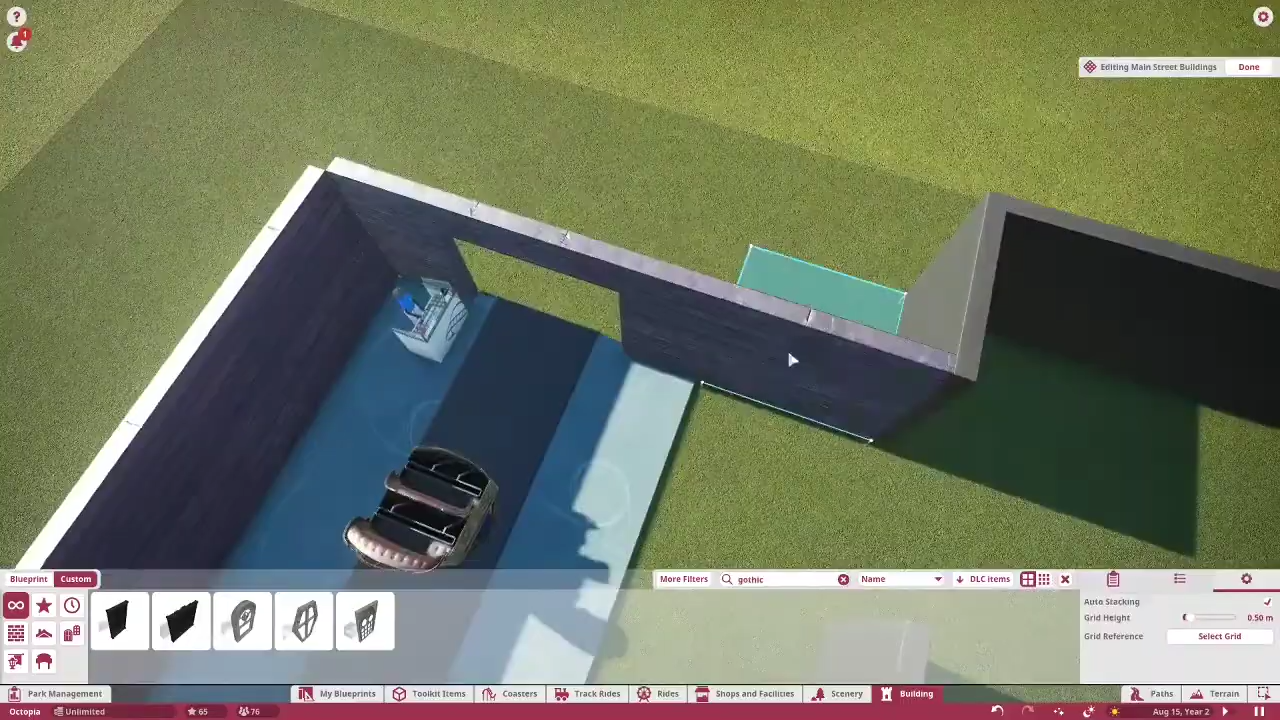 ?
1
Editing Main Street Buildings Done
Blueprint Custom
More Filters gothic Name DLC items
Auto Stacking
Grid Height 0.50 m
Grid Reference Select Grid
Park Management My Blueprints Toolkit Items Coasters Track Rides Rides Shops and Facilities Scenery Building Paths Terrain
Octopia Unlimited 65 76 Aug 15, Year 2